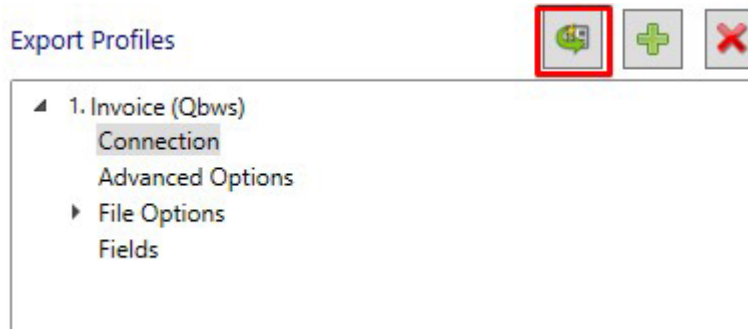 Export Profiles
1. Invoice (Qbws)
Connection
Advanced Options
File Options
Fields